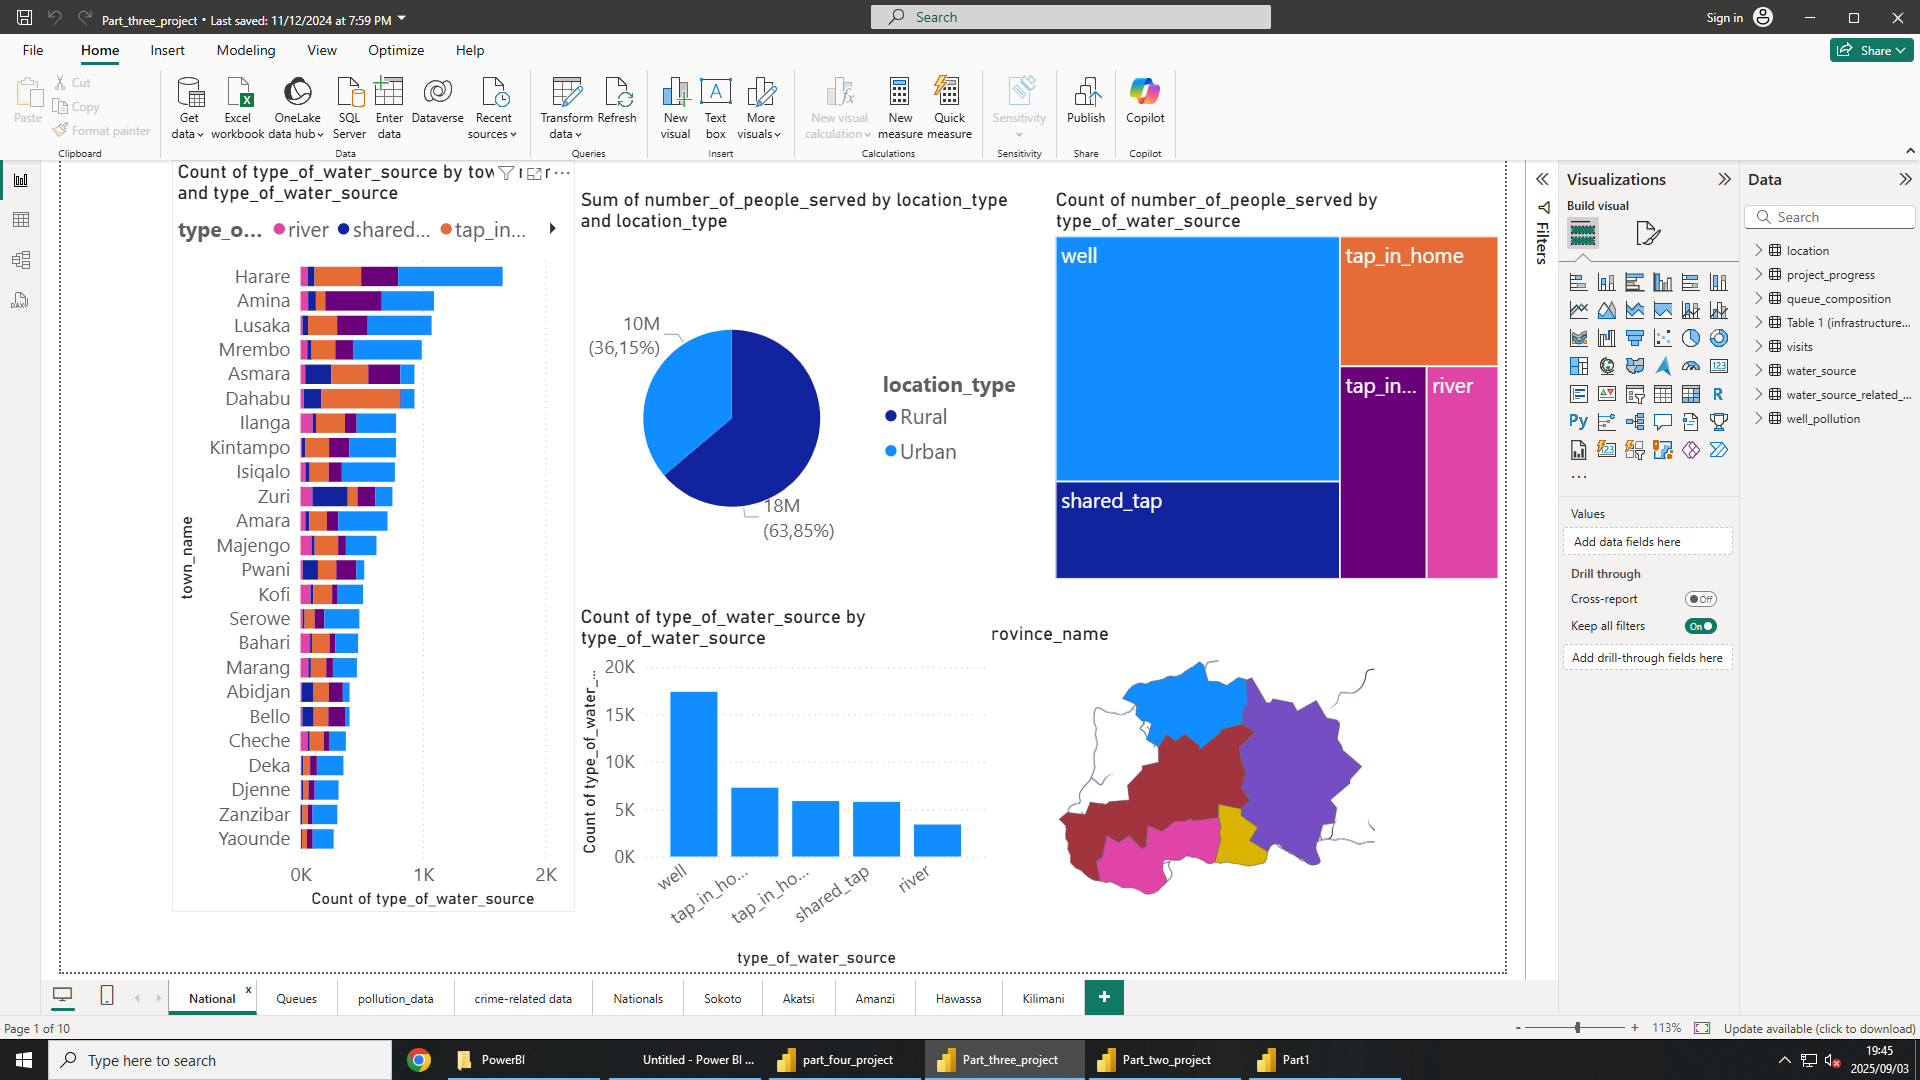 Part_three_project • Last saved: 11/12/2024 at 7:59 PM
Search
Sign in
File
Home
Insert
Modeling
View
Optimize
Help
Share
Paste
Cut
Copy
Format painter
Clipboard
Get data
Excel workbook
OneLake data hub
SQL Server
Enter data
Dataverse
Recent sources
Data
Transform data
Refresh
Queries
New visual
Text box
More visuals
Insert
New visual calculation
New measure
Quick measure
Calculations
Sensitivity
Sensitivity
Publish
Share
Copilot
Copilot
Count of type_of_water_source by tow
and type_of_water_source
type_o...
river
shared...
tap_in...
town_name
Harare
Amina
Lusaka
Mrembo
Asmara
Dahabu
Ilanga
Kintampo
Isiqalo
Zuri
Amara
Majengo
Pwani
Kofi
Serowe
Bahari
Marang
Abidjan
Bello
Cheche
Deka
Djenne
Zanzibar
Yaounde
0K
1K
2K
Count of type_of_water_source
Sum of number_of_people_served by location_type
and location_type
10M
(36,15%)
18M
(63,85%)
location_type
Rural
Urban
Count of number_of_people_served by
type_of_water_source
well
tap_in_home
tap_in...
river
shared_tap
Count of type_of_water_source by
type_of_water_source
Count of type_of_water_...
20K
15K
10K
5K
0K
well
tap_in_ho...
tap_in_ho...
shared_tap
river
type_of_water_source
rovince_name
Filters
Visualizations
Build visual
Values
Add data fields here
Drill through
Cross-report
Off
Keep all filters
On
Add drill-through fields here
Data
Search
location
project_progress
queue_composition
Table 1 (infrastructure...
visits
water_source
water_source_related_...
well_pollution
National
x
Queues
pollution_data
crime-related data
Nationals
Sokoto
Akatsi
Amanzi
Hawassa
Kilimani
+
Page 1 of 10
- + 113%
Update available (click to download)
Type here to search
PowerBI
Untitled - Power BI ...
part_four_project
Part_three_project
Part_two_project
Part1
19:45
2025/09/03